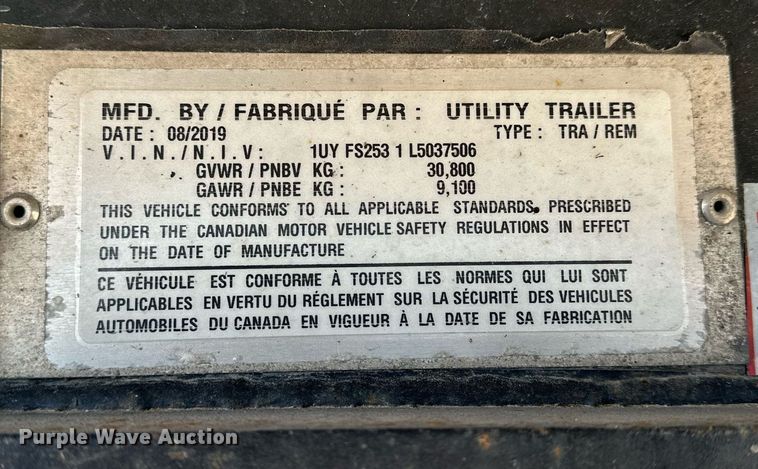 MFD. BY / FABRIQUÉ PAR : UTILITY TRAILER
DATE : 08/2019 TYPE : TRA / REM
V.I.N./N.I.V: 1UY FS253 1 L5037506
GVWR / PNBV KG : 30,800
GAWR / PNBE KG : 9,100
THIS VEHICLE CONFORMS TO ALL APPLICABLE STANDARDS, PRESCRIBED
UNDER THE CANADIAN MOTOR VEHICLE SAFETY REGULATIONS IN EFFECT
ON THE DATE OF MANUFACTURE
CE VÉHICULE EST CONFORME À TOUTES LES NORMES QUI LUI SONT
APPLICABLES EN VERTU DU RÉGLEMENT SUR LA SÉCURITÉ DES VEHICULES
AUTOMOBILES DU CANADA EN VIGUEUR À LA DATE DE SA FABRICATION
Purple Wave Auction